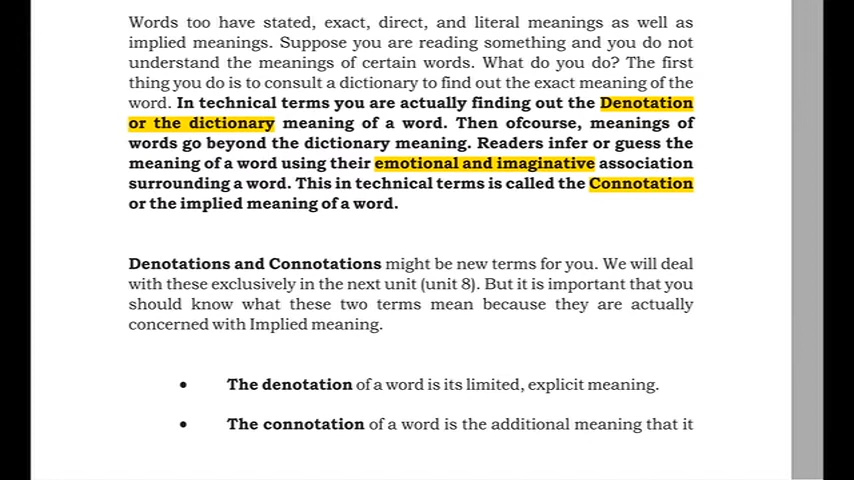 Words too have stated, exact, direct, and literal meanings as well as
implied meanings. Suppose you are reading something and you do not
understand the meanings of certain words. What do you do? The first
thing you do is to consult a dictionary to find out the exact meaning of the
word. In technical terms you are actually finding out the Denotation
or the dictionary meaning of a word. Then ofcourse, meanings of
words go beyond the dictionary meaning. Readers infer or guess the
meaning of a word using their emotional and imaginative association
surrounding a word. This in technical terms is called the Connotation
or the implied meaning of a word.
Denotations and Connotations might be new terms for you. We will deal
with these exclusively in the next unit (unit 8). But it is important that you
should know what these two terms mean because they are actually
concerned with Implied meaning.
• The denotation of a word is its limited, explicit meaning.
• The connotation of a word is the additional meaning that it